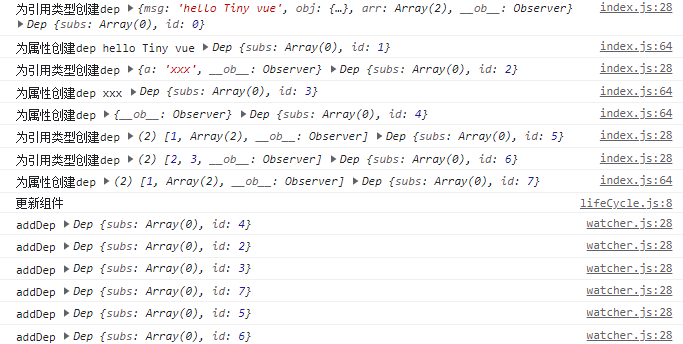 为引用类型创建dep ▶{msg: 'hello Tiny vue', obj: {…}, arr: Array(2), __ob__: Observer} index.js:28
▶Dep {subs: Array(0), id: 0}
为属性创建dep hello Tiny vue ▶Dep {subs: Array(0), id: 1} index.js:64
为引用类型创建dep ▶{a: 'xxx', __ob__: Observer} ▶Dep {subs: Array(0), id: 2} index.js:28
为属性创建dep xxx ▶Dep {subs: Array(0), id: 3} index.js:64
为属性创建dep ▶{__ob__: Observer} ▶Dep {subs: Array(0), id: 4} index.js:64
为引用类型创建dep ▶(2) [1, Array(2), __ob__: Observer] ▶Dep {subs: Array(0), id: 5} index.js:28
为引用类型创建dep ▶(2) [2, 3, __ob__: Observer] ▶Dep {subs: Array(0), id: 6} index.js:28
为属性创建dep ▶(2) [1, Array(2), __ob__: Observer] ▶Dep {subs: Array(0), id: 7} index.js:64
更新组件 lifeCycle.js:8
addDep ▶Dep {subs: Array(0), id: 4} watcher.js:28
addDep ▶Dep {subs: Array(0), id: 2} watcher.js:28
addDep ▶Dep {subs: Array(0), id: 3} watcher.js:28
addDep ▶Dep {subs: Array(0), id: 7} watcher.js:28
addDep ▶Dep {subs: Array(0), id: 5} watcher.js:28
addDep ▶Dep {subs: Array(0), id: 6} watcher.js:28